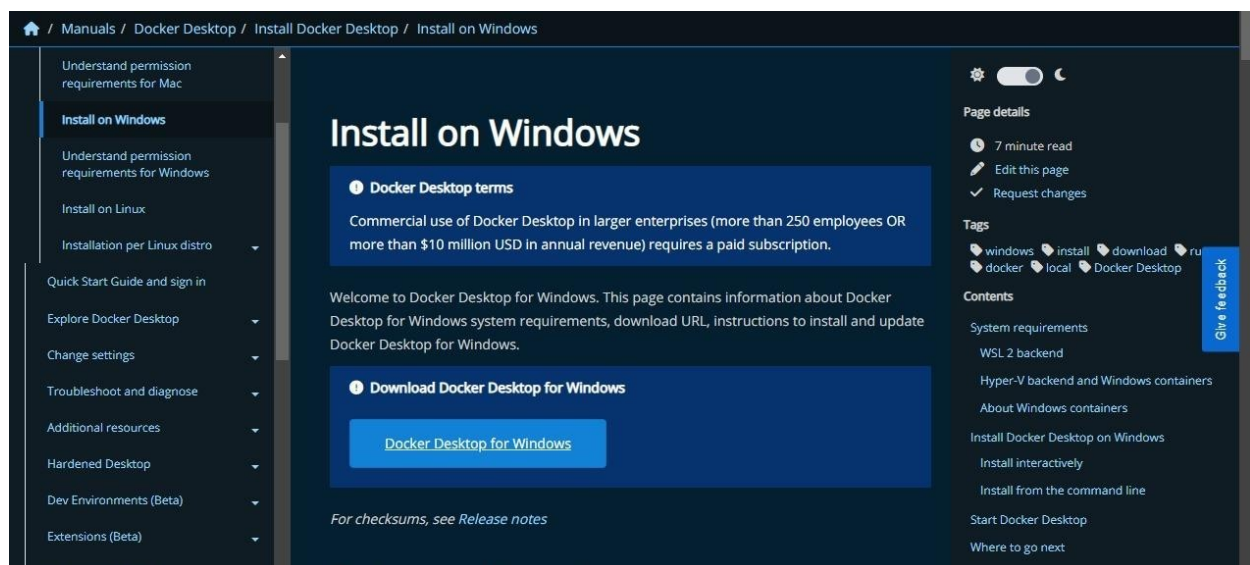 / Manuals / Docker Desktop / Install Docker Desktop / Install on Windows
Understand permission
requirements for Mac
Install on Windows
Understand permission
requirements for Windows
Install on Linux
Installation per Linux distro
Quick Start Guide and sign in
Explore Docker Desktop
Change settings
Troubleshoot and diagnose
Additional resources
Hardened Desktop
Dev Environments (Beta)
Extensions (Beta)
Install on Windows
Docker Desktop terms
Commercial use of Docker Desktop in larger enterprises (more than 250 employees OR
more than $10 million USD in annual revenue) requires a paid subscription.
Welcome to Docker Desktop for Windows. This page contains information about Docker
Desktop for Windows system requirements, download URL, instructions to install and update
Docker Desktop for Windows.
Download Docker Desktop for Windows
Docker Desktop for Windows
For checksums, see Release notes
Page details
7 minute read
Edit this page
Request changes
Tags
windows install download ru
docker local Docker Desktop
Contents
System requirements
WSL 2 backend
Hyper-V backend and Windows containers
About Windows containers
Install Docker Desktop on Windows
Install interactively
Install from the command line
Start Docker Desktop
Where to go next
Give feedback